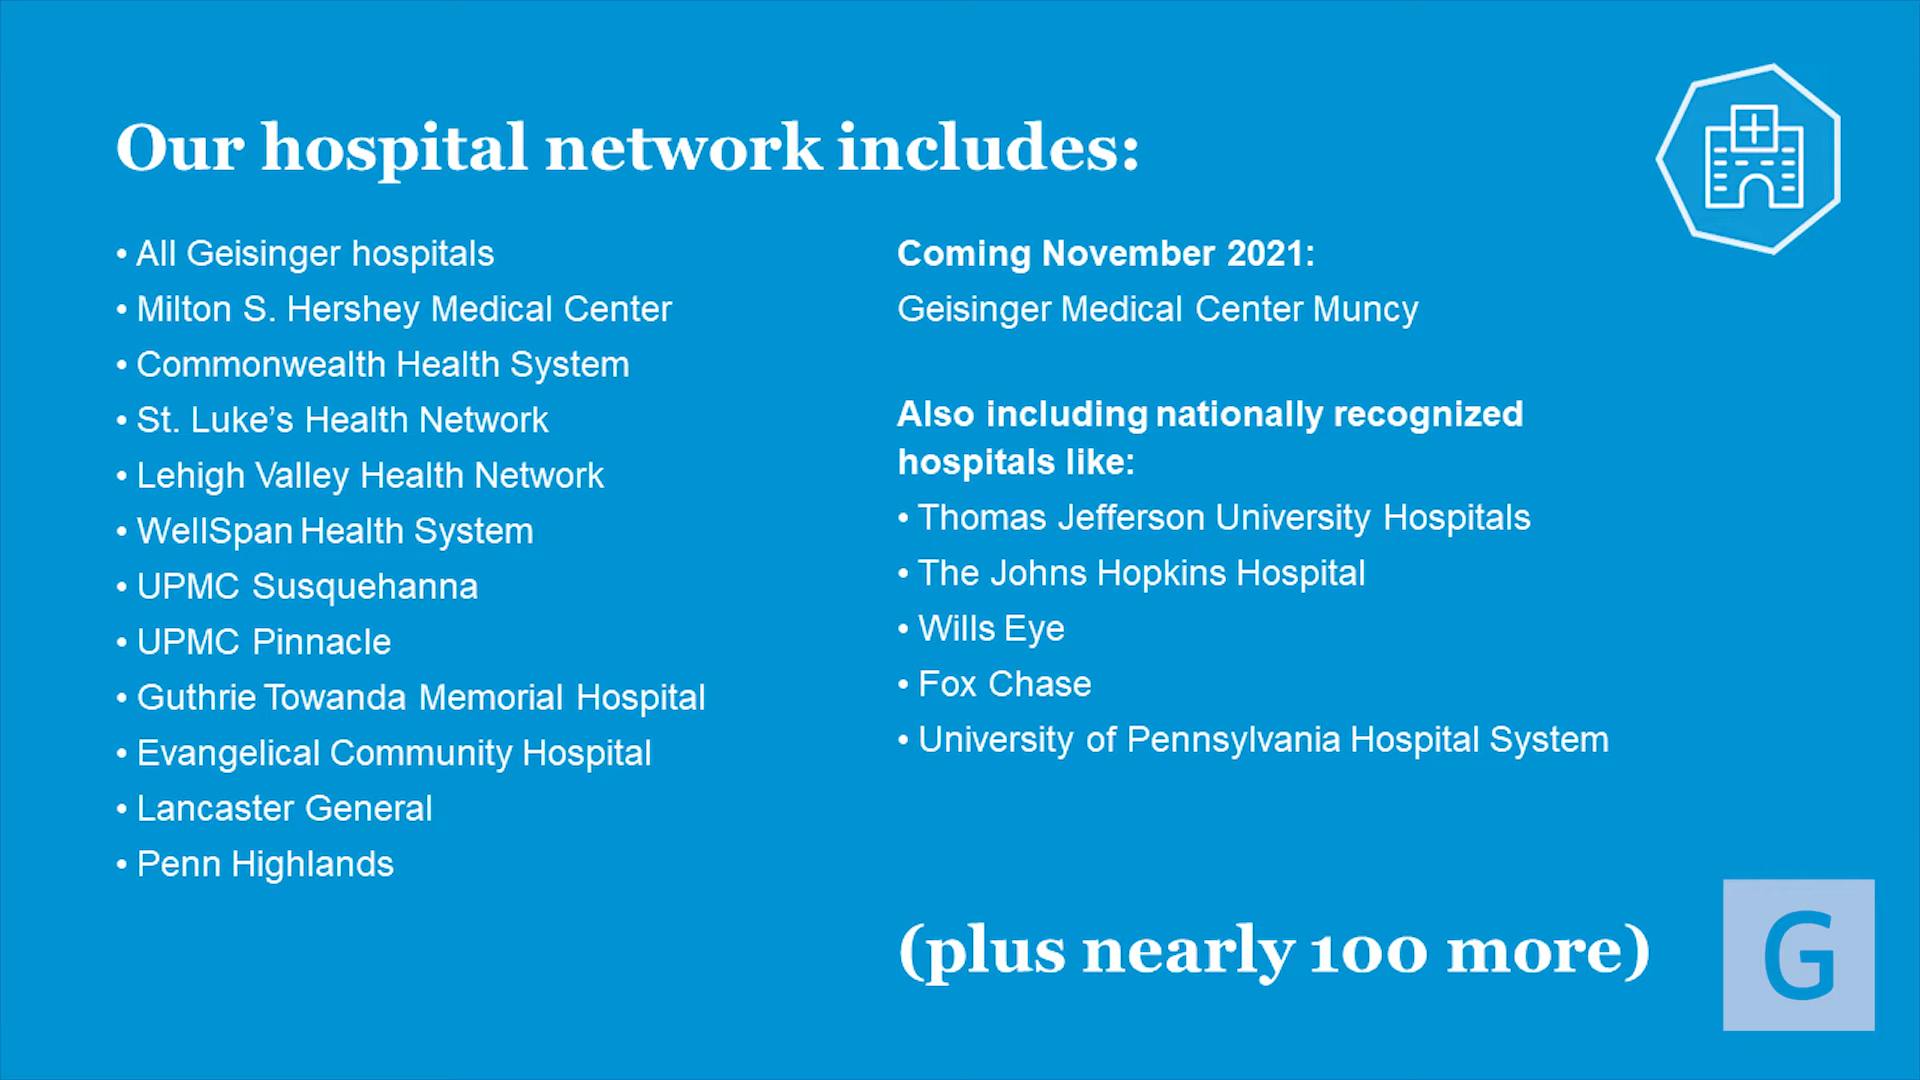 Our hospital network includes:
• All Geisinger hospitals
• Milton S. Hershey Medical Center
• Commonwealth Health System
• St. Luke’s Health Network
• Lehigh Valley Health Network
• WellSpan Health System
• UPMC Susquehanna
• UPMC Pinnacle
• Guthrie Towanda Memorial Hospital
• Evangelical Community Hospital
• Lancaster General
• Penn Highlands
Coming November 2021:
Geisinger Medical Center Muncy
Also including nationally recognized
hospitals like:
• Thomas Jefferson University Hospitals
• The Johns Hopkins Hospital
• Wills Eye
• Fox Chase
• University of Pennsylvania Hospital System
(plus nearly 100 more)
G